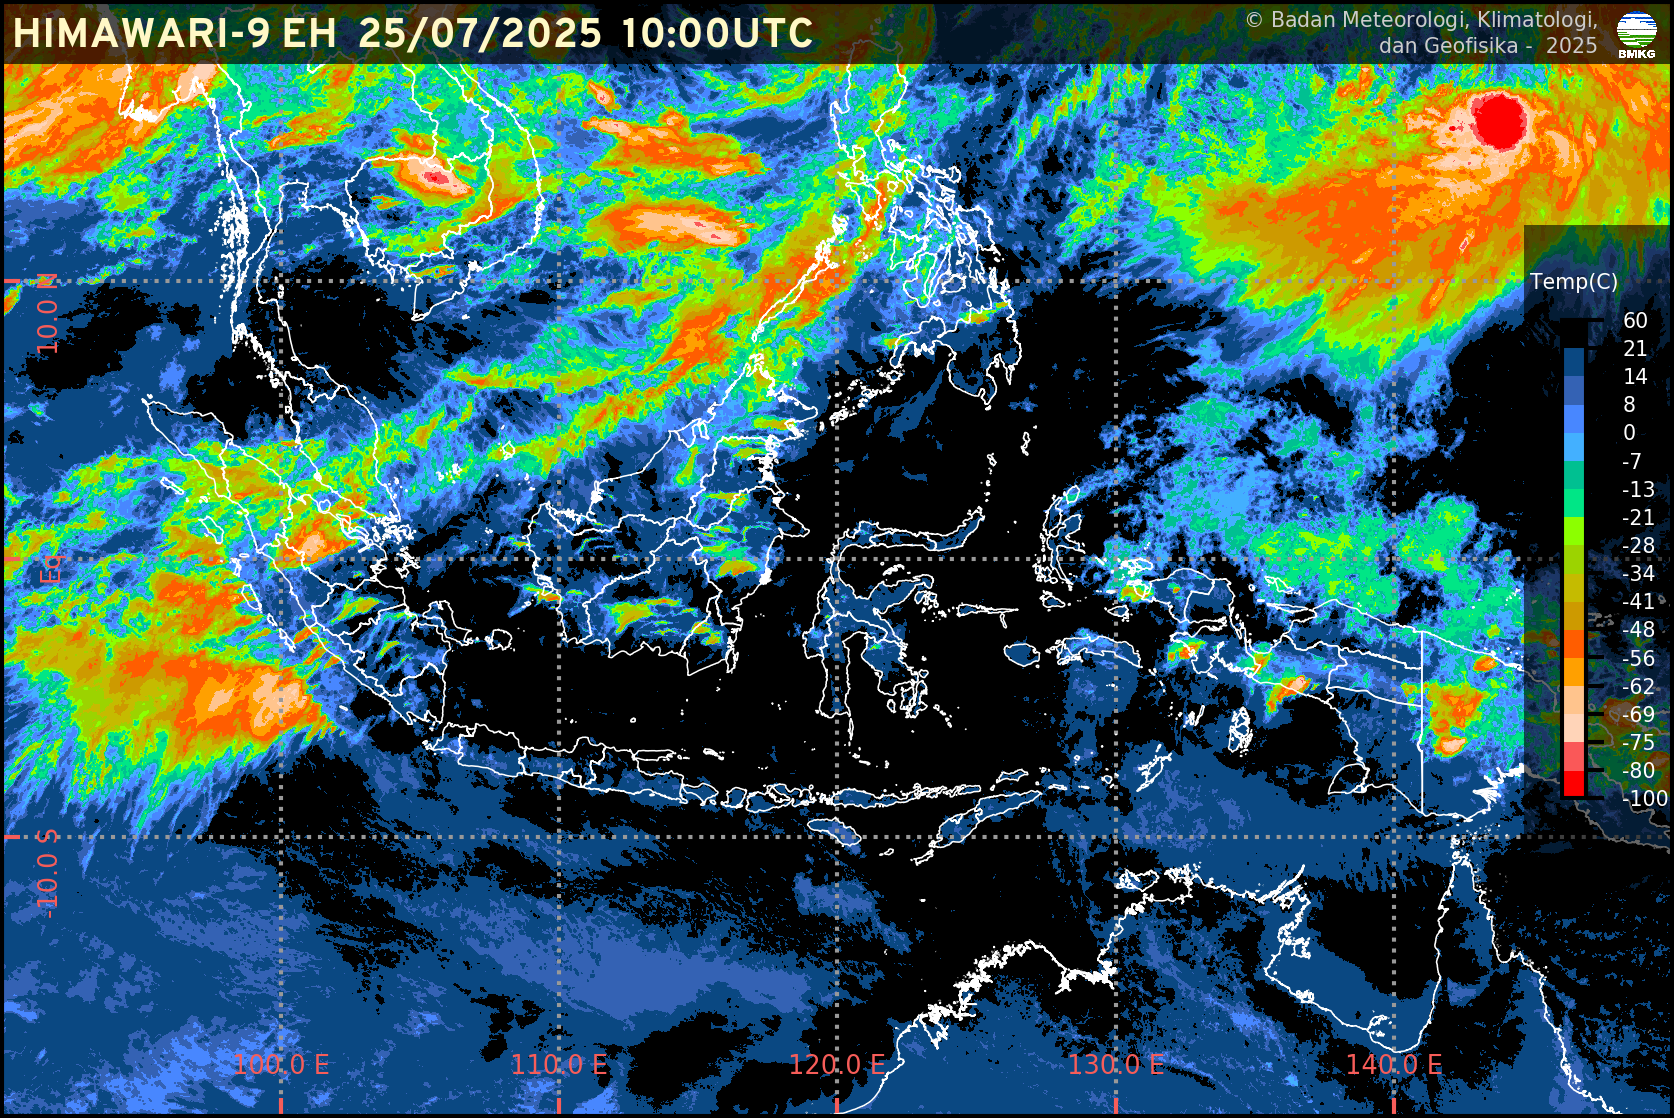 HIMAWARI-9 EH 25/07/2025 10:00UTC
© Badan Meteorologi, Klimatologi,
dan Geofisika - 2025
BMKG
Temp(C)
60
21
14
8
0
-7
-13
-21
-28
-34
-41
-48
-56
-62
-69
-75
-80
-100
10.0 N
Eq
-10.0 S
100.0 E
110.0 E
120.0 E
130.0 E
140.0 E